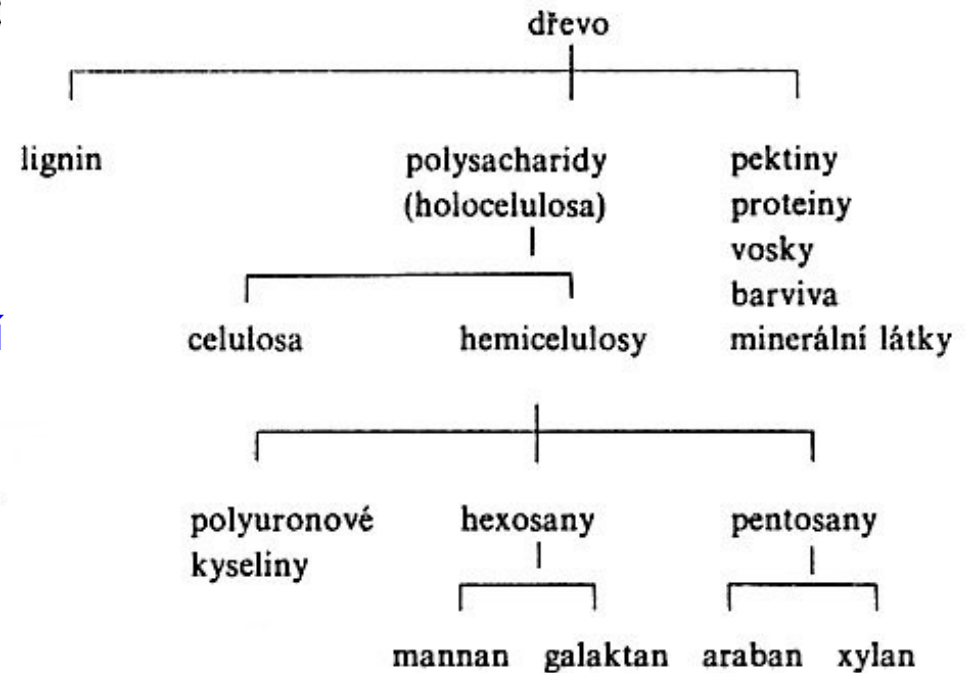 :
dřevo
lignin
polysacharidy
(holocelulosa)
pektiny
proteiny
vosky
barviva
minerální látky
celulosa
hemicelulosy
í
polyuronové
kyseliny
hexosany
pentosany
mannan
galaktan
araban
xylan